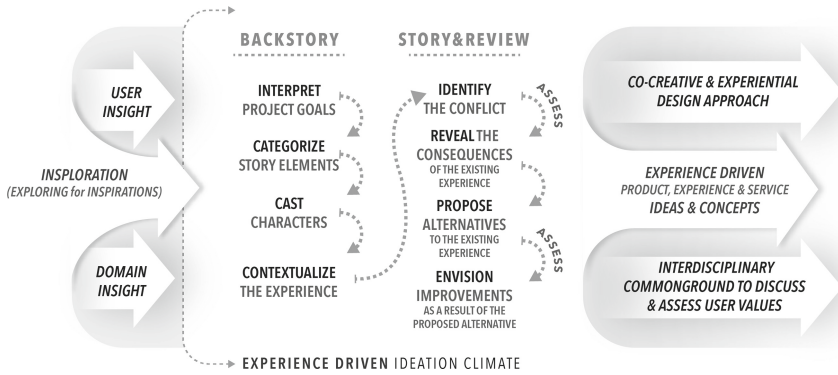 USER
INSIGHT
INSPLORATION
(EXPLORING for INSPIRATIONS)
DOMAIN
INSIGHT
BACKSTORY
INTERPRET
PROJECT GOALS
CATEGORIZE
STORY ELEMENTS
CAST
CHARACTERS
CONTEXTUALIZE
THE EXPERIENCE
STORY&REVIEW
IDENTIFY
THE CONFLICT
ASSESS
REVEAL THE
CONSEQUENCES
OF THE EXISTING
EXPERIENCE
PROPOSE
ALTERNATIVES
TO THE EXISTING
EXPERIENCE
ASSESS
ENVISION
IMPROVEMENTS
AS A RESULT OF THE
PROPOSED ALTERNATIVE
EXPERIENCE DRIVEN IDEATION CLIMATE
CO-CREATIVE & EXPERIENTIAL
DESIGN APPROACH
EXPERIENCE DRIVEN
PRODUCT, EXPERIENCE & SERVICE
IDEAS & CONCEPTS
INTERDISCIPLINARY
COMMONGROUND TO DISCUSS
& ASSESS USER VALUES